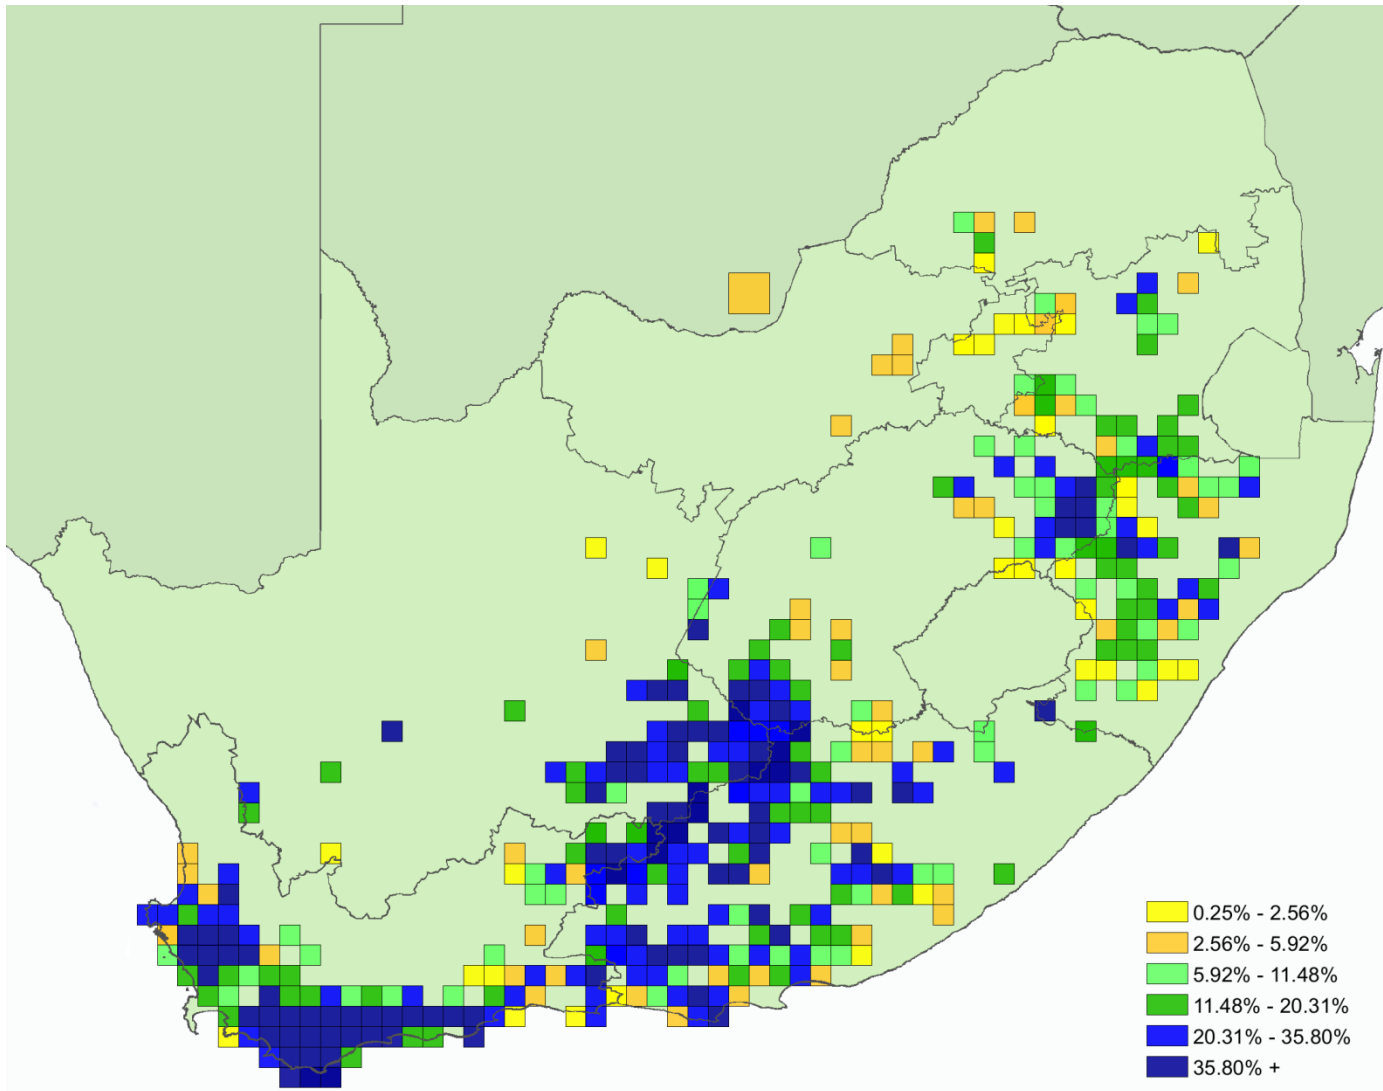 0.25% - 2.56%
2.56% - 5.92%
5.92% - 11.48%
11.48% - 20.31%
20.31% - 35.80%
35.80% +